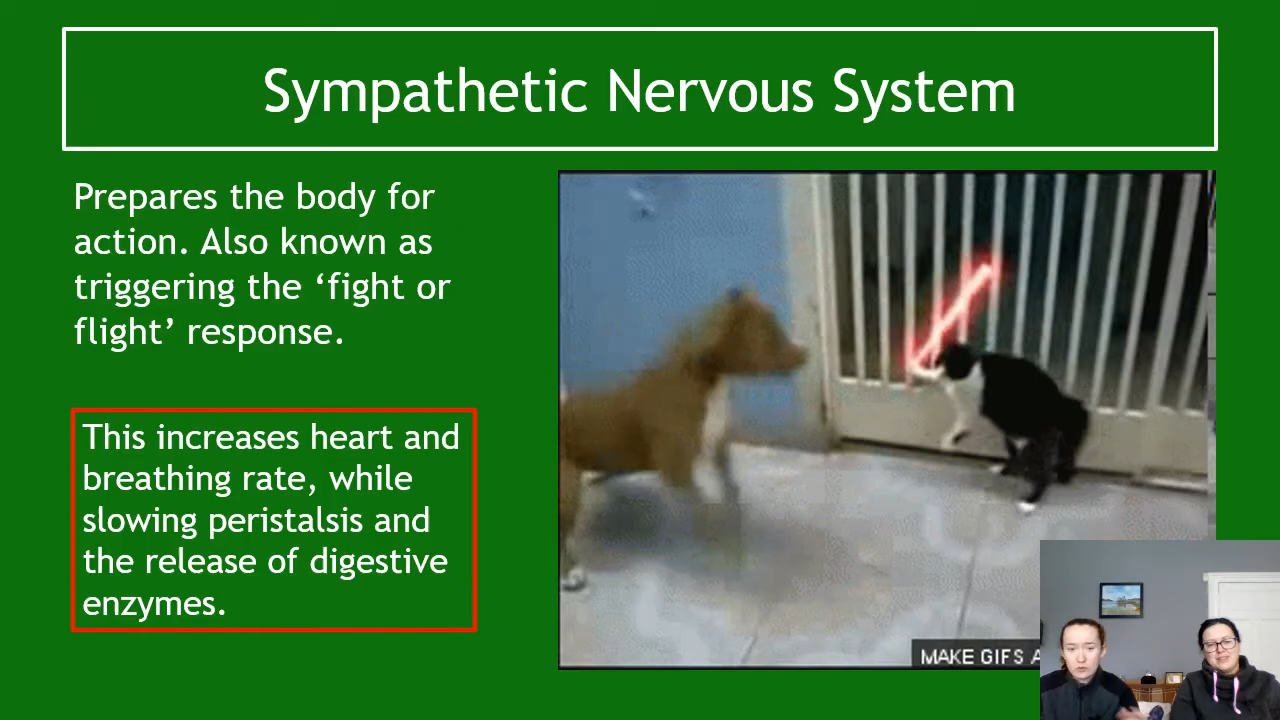 Sympathetic Nervous System
Prepares the body for
action. Also known as
triggering the ‘fight or
flight’ response.
This increases heart and
breathing rate, while
slowing peristalsis and
the release of digestive
enzymes.
MAKE GIFS A